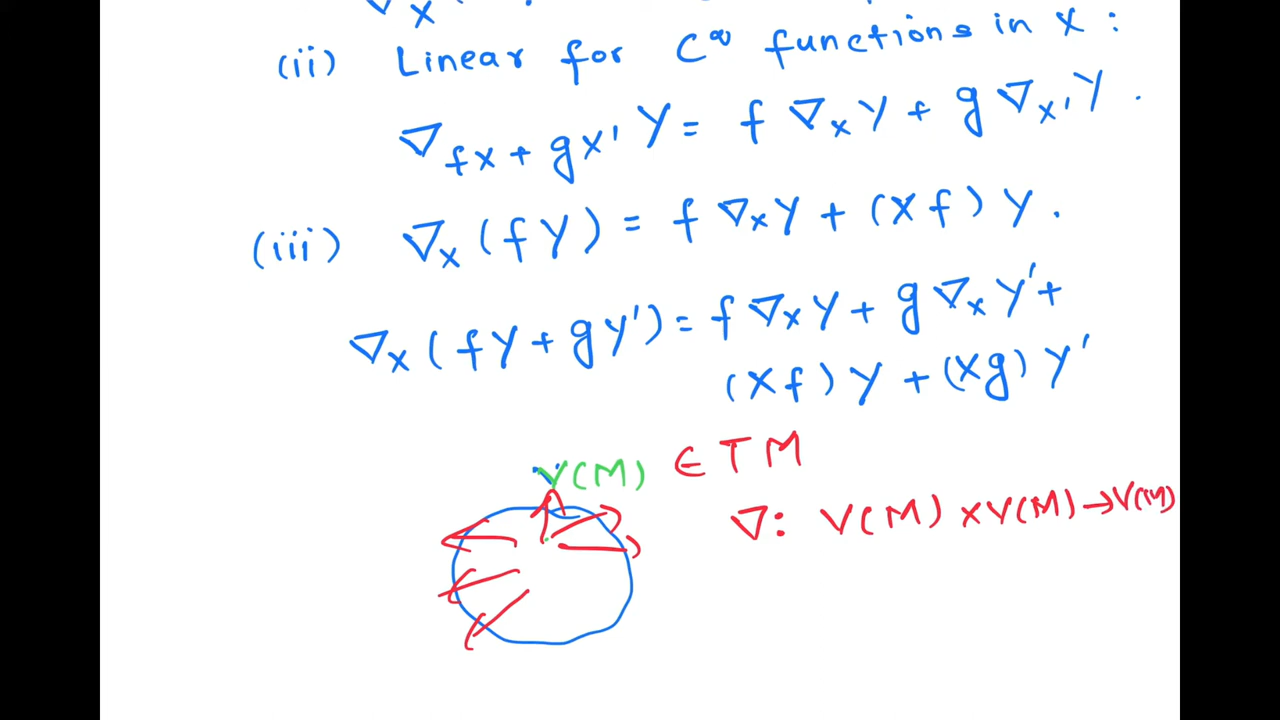 ∇_X (
(ii) Linear for C^∞ functions in X :
∇_{fX + gX'} Y = f ∇_X Y + g ∇_{X'} Y .
(iii) ∇_X (fY) = f ∇_X Y + (Xf) Y .
∇_X (fY + gY') = f ∇_X Y + g ∇_X Y' +
(Xf) Y + (Xg) Y'
V(M) ∈ TM
∇: V(M) × V(M) → V(M)